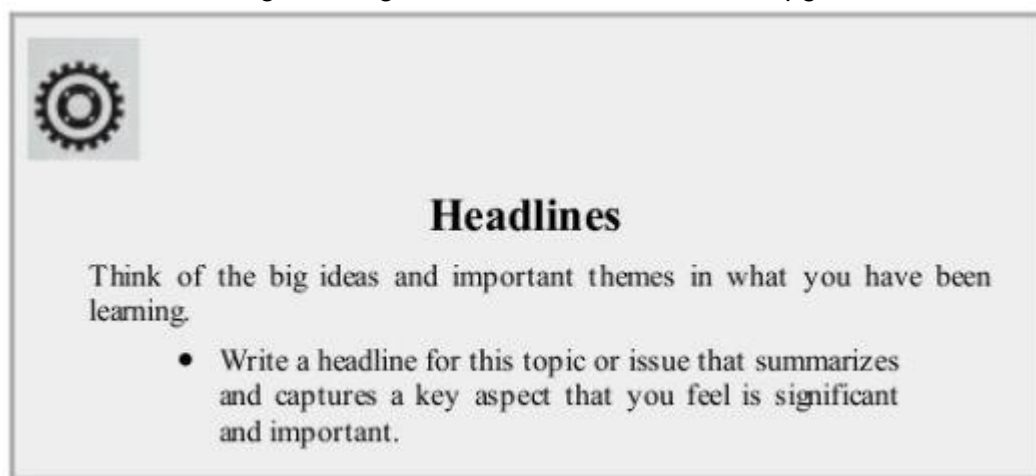 Headlines
Think of the big ideas and important themes in what you have been
learning.
• Write a headline for this topic or issue that summarizes
and captures a key aspect that you feel is significant
and important.